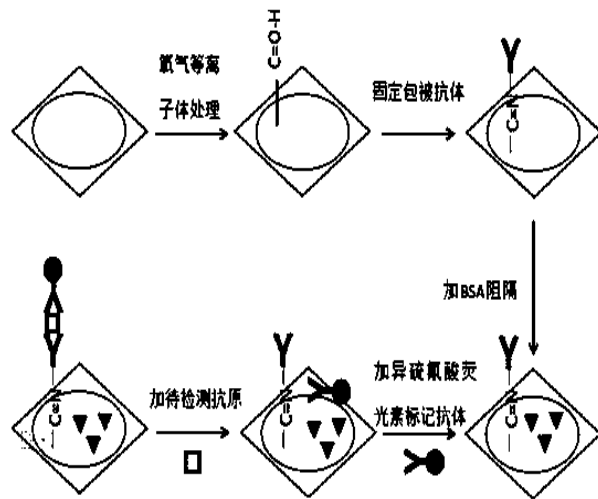 C=O-H
氧气等离
子体处理
固定包被抗体
C=N
加BSA阻隔
加待检测抗原
加异硫氰酸荧
光素标记抗体
C=N
C=N
C=N